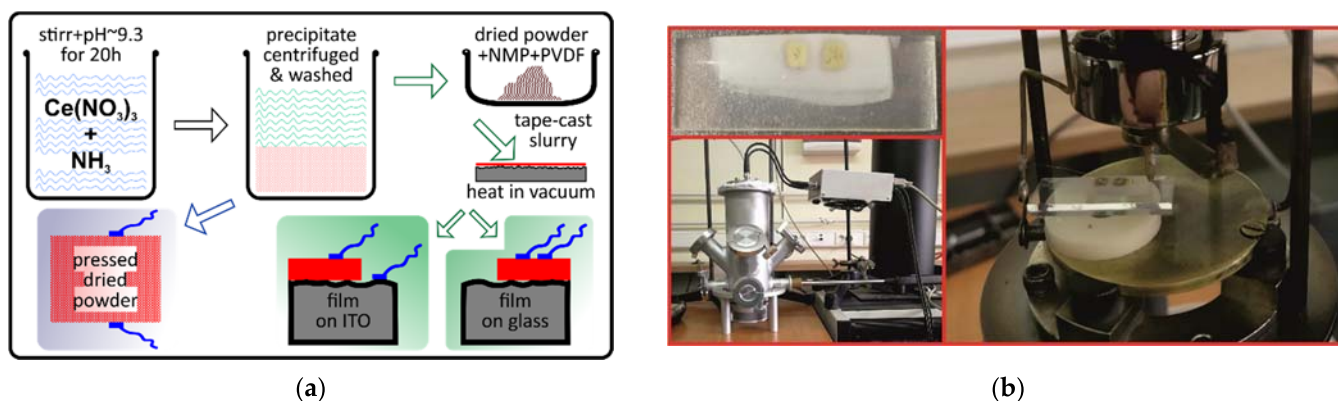 stirr+pH~9.3
for 20h
Ce(NO₃)₃
+
NH₃
precipitate
centrifuged
& washed
dried powder
+NMP+PVDF
tape-cast
slurry
heat in vacuum
pressed
dried
powder
film
on ITO
film
on glass
(a)
(b)